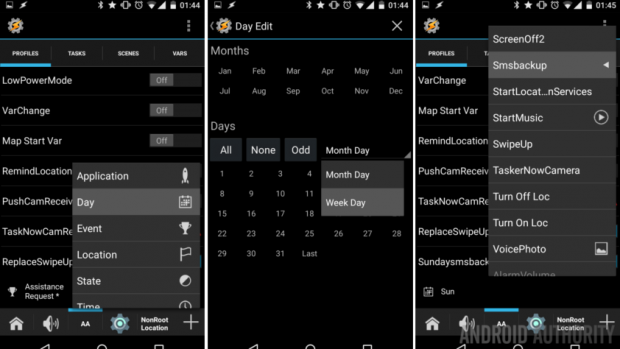 01:44
PROFILES TASKS SCENES VARS
LowPowerMode Off
VarChange Off
Map Start Var Off
RemindLocation
PushCamReceiv
TaskNowCam
ReplaceSwipeU
Application
Day
Event
Location
State
Time
Assistance
Request *
AA
NonRoot
Location
01:44
Day Edit
Months
Jan Feb Mar Apr May Jun
Jul Aug Sep Oct Nov Dec
Days
All None Odd Month Day
Month Day
Week Day
1 2 3 4
8 9 10 11
15 16 17 18
22 23 24 25 26 27 28
29 30 31 Last
01:45
PROFILES
VarChange
Map Start Var
RemindLocation
PushCamReceiv
TaskNowCamR
ReplaceSwipeU
Sundaysmsback
Sun
ScreenOff2
Smsbackup
StartLocat...nServices
StartMusic
SwipeUp
TaskerNowCamera
Turn Off Loc
Turn On Loc
VoicePhoto
AlarmVolume
AA
NonRoot
Location
ANDROID AUTHORITY